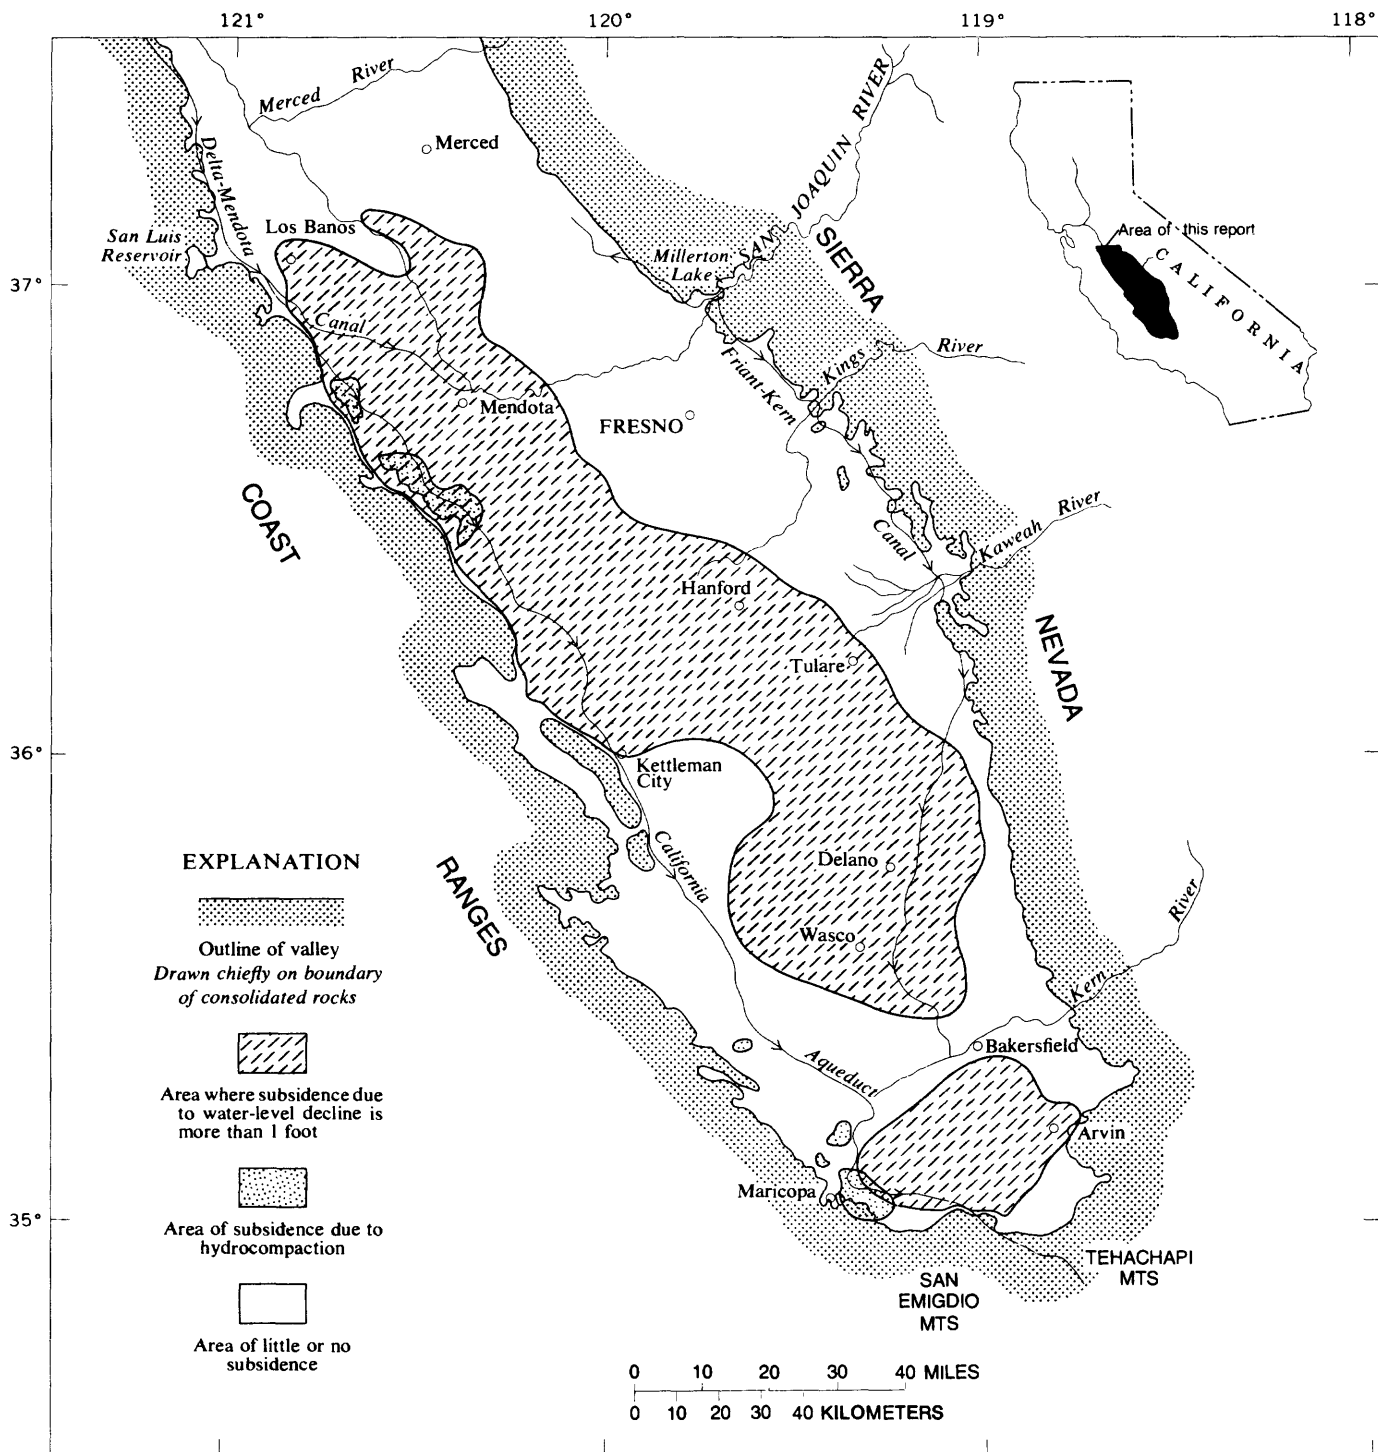 121°
120°
119°
118°
Merced River
Merced
Delta-Mendota
Canal
San Luis
Reservoir
Los Banos
SAN JOAQUIN RIVER
Millerton
Lake
SIERRA
NEVADA
Area of this report
CALIFORNIA
37°
Friant-Kern
Canal
Kings River
Mendota
FRESNO
COAST
RANGES
Kaweah River
Hanford
Tulare
36°
Kettleman
City
California
Aqueduct
Delano
Wasco
Kern River
Bakersfield
Arvin
Maricopa
35°
TEHACHAPI
MTS
SAN
EMIGDIO
MTS
EXPLANATION
Outline of valley
Drawn chiefly on boundary
of consolidated rocks
Area where subsidence due
to water-level decline is
more than 1 foot
Area of subsidence due to
hydrocompaction
Area of little or no
subsidence
0 10 20 30 40 MILES
0 10 20 30 40 KILOMETERS